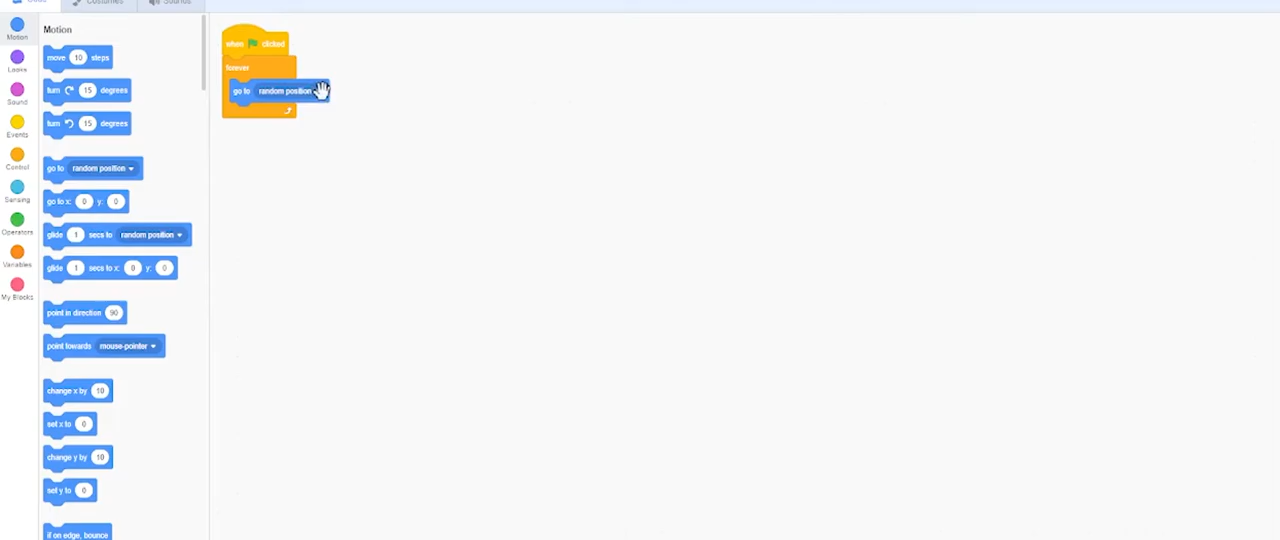 Costumes
Sounds
Motion
Looks
Sound
Events
Control
Sensing
Operators
Variables
My Blocks
Motion
move 10 steps
turn 15 degrees
turn 15 degrees
go to random position
go to x: 0 y: 0
glide 1 secs to random position
glide 1 secs to x: 0 y: 0
point in direction 90
point towards mouse-pointer
change x by 10
set x to 0
change y by 10
set y to 0
if on edge, bounce
when clicked
forever
go to random position